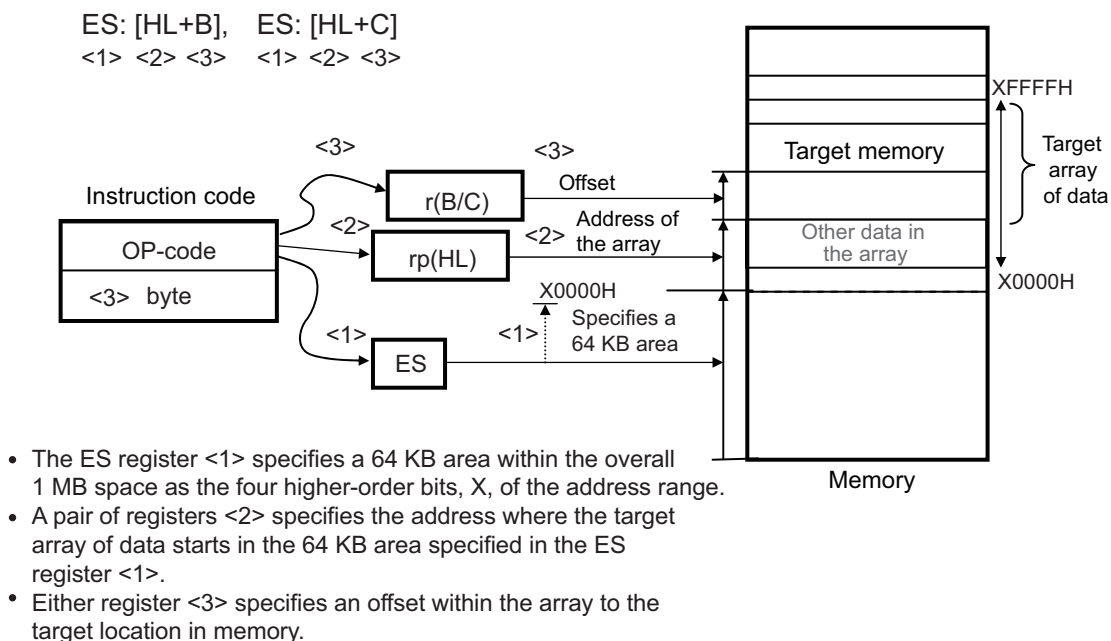 ES: [HL+B], ES: [HL+C]
<1> <2> <3> <1> <2> <3>
XFFFFH
Target
array
of data
Target memory
<3>
<3>
Instruction code
r(B/C)
Offset
OP-code
<2>
rp(HL)
<2>
Address of
the array
Other data in
the array
<3> byte
X0000H
X0000H
<1>
ES
<1>
Specifies a
64 KB area
Memory
• The ES register <1> specifies a 64 KB area within the overall
1 MB space as the four higher-order bits, X, of the address range.
• A pair of registers <2> specifies the address where the target
array of data starts in the 64 KB area specified in the ES
register <1>.
• Either register <3> specifies an offset within the array to the
target location in memory.